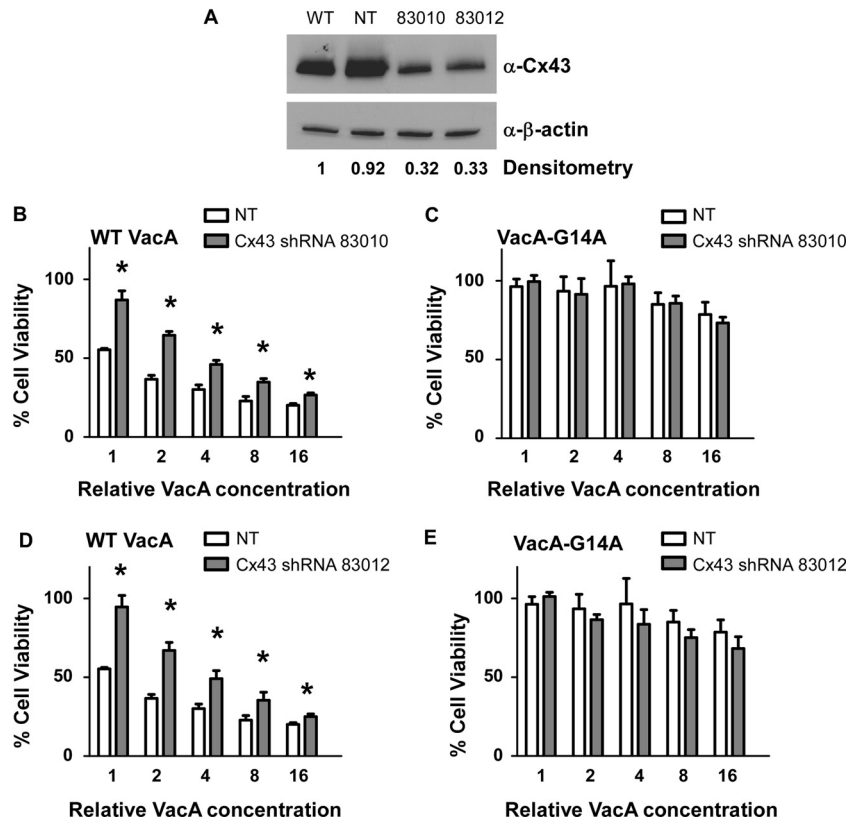 A
WT NT 83010 83012
α-Cx43
α-β-actin
1 0.92 0.32 0.33 Densitometry
B
WT VacA
NT
Cx43 shRNA 83010
*
*
*
*
*
% Cell Viability
100
50
0
1 2 4 8 16
Relative VacA concentration
C
VacA-G14A
NT
Cx43 shRNA 83010
% Cell Viability
100
50
0
1 2 4 8 16
Relative VacA concentration
D
WT VacA
NT
Cx43 shRNA 83012
*
*
*
*
*
% Cell Viability
100
50
0
1 2 4 8 16
Relative VacA concentration
E
VacA-G14A
NT
Cx43 shRNA 83012
% Cell Viability
100
50
0
1 2 4 8 16
Relative VacA concentration